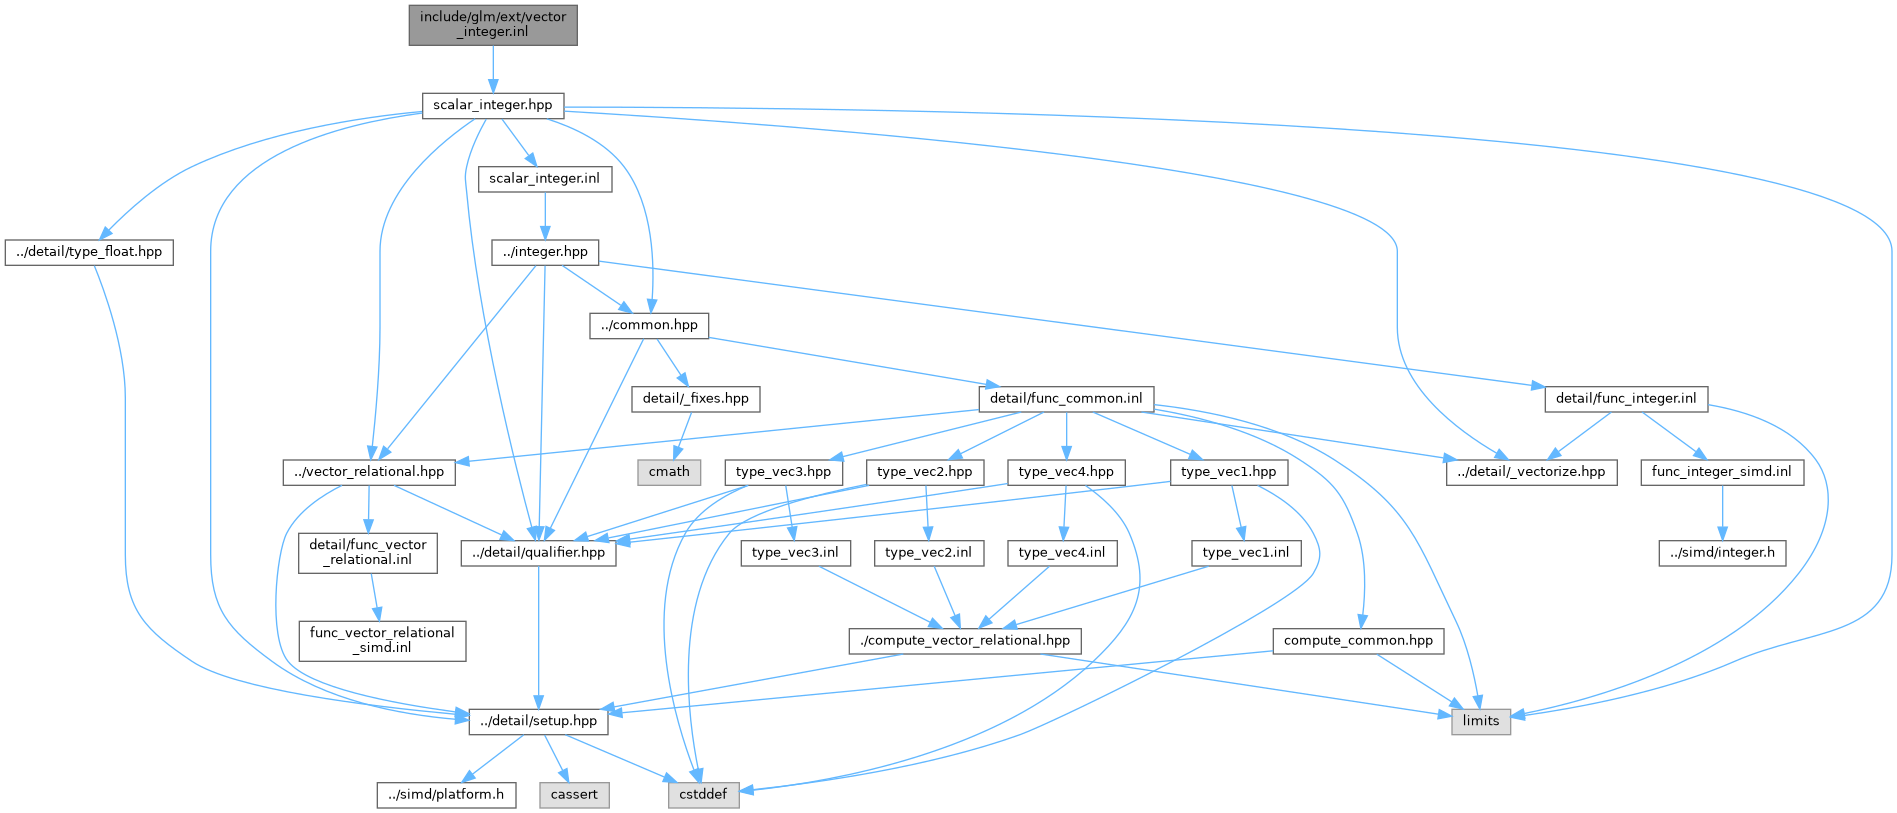 include/glm/ext/vector
_integer.inl
scalar_integer.hpp
scalar_integer.inl
../detail/type_float.hpp
../integer.hpp
../common.hpp
detail/_fixes.hpp
detail/func_common.inl
detail/func_integer.inl
../vector_relational.hpp
cmath
type_vec3.hpp
type_vec2.hpp
type_vec4.hpp
type_vec1.hpp
../detail/_vectorize.hpp
func_integer_simd.inl
detail/func_vector
_relational.inl
../detail/qualifier.hpp
type_vec3.inl
type_vec2.inl
type_vec4.inl
type_vec1.inl
../simd/integer.h
func_vector_relational
_simd.inl
./compute_vector_relational.hpp
compute_common.hpp
../detail/setup.hpp
limits
../simd/platform.h
cassert
cstddef